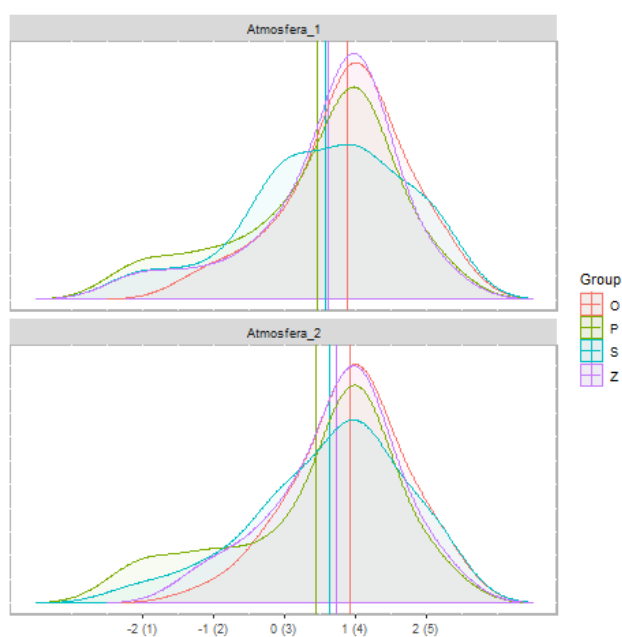 Atmosfera_1
Atmosfera_2
Group
O
P
S
Z
-2 (1) -1 (2) 0 (3) 1 (4) 2 (5)